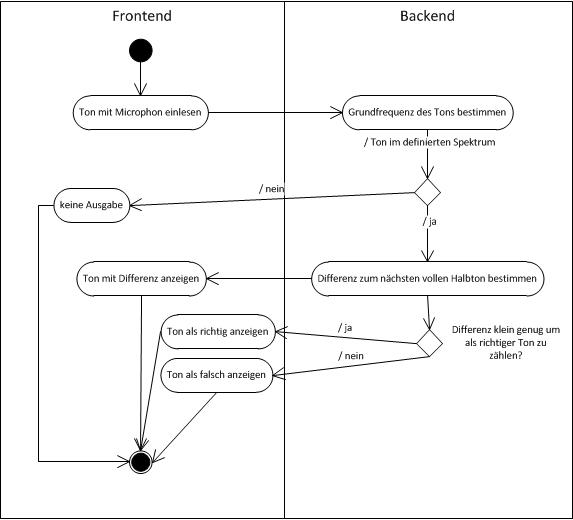 Frontend
Backend
Ton mit Microphon einlesen
Grundfrequenz des Tons bestimmen
/ Ton im definierten Spektrum
/ nein
keine Ausgabe
/ ja
Ton mit Differenz anzeigen
Differenz zum nächsten vollen Halbton bestimmen
Ton als richtig anzeigen
/ ja
Differenz klein genug um
als richtiger Ton zu
zählen?
/ nein
Ton als falsch anzeigen